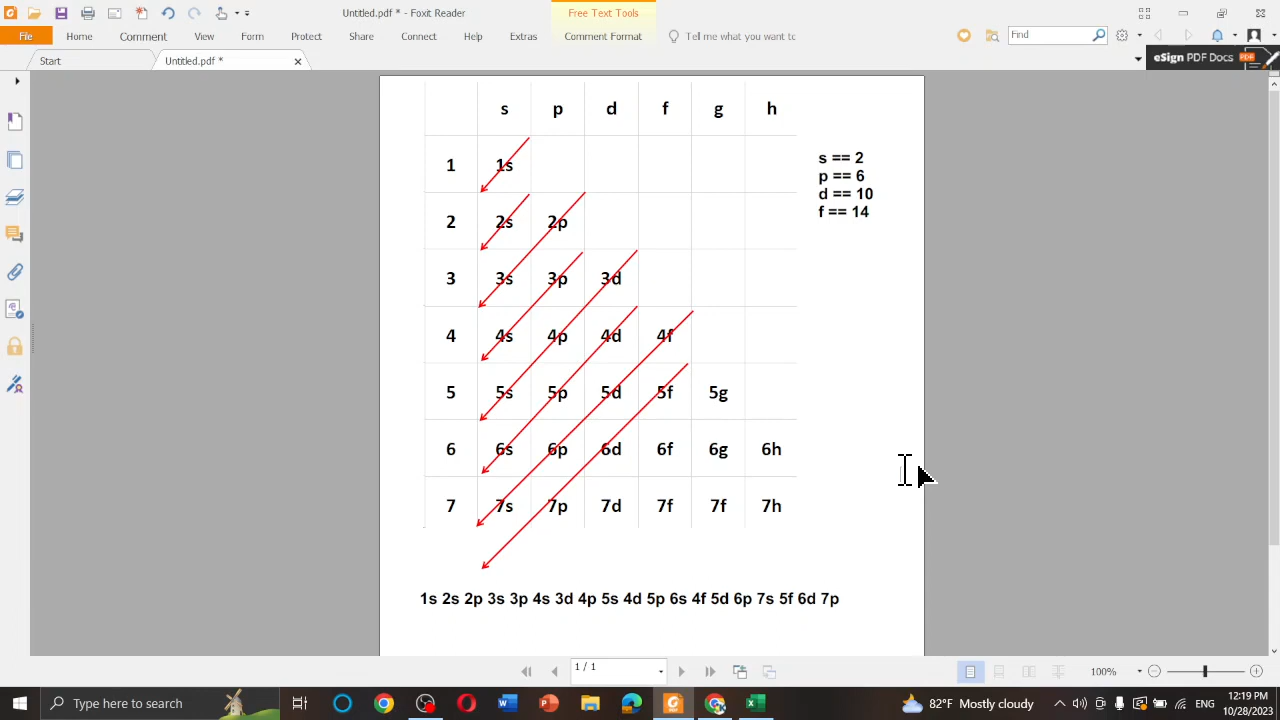 Untitled.pdf * - Foxit Reader
Free Text Tools
File Home Comment View Form Protect Share Connect Help Extras Comment Format Tell me what you want to Find
Start Untitled.pdf * eSign PDF Docs
s p d f g h
1 1s
2 2s 2p
3 3s 3p 3d
4 4s 4p 4d 4f
5 5s 5p 5d 5f 5g
6 6s 6p 6d 6f 6g 6h
7 7s 7p 7d 7f 7f 7h
s == 2
p == 6
d == 10
f == 14
1s 2s 2p 3s 3p 4s 3d 4p 5s 4d 5p 6s 4f 5d 6p 7s 5f 6d 7p
1 / 1 100%
Type here to search 82°F Mostly cloudy ENG 12:19 PM
10/28/2023